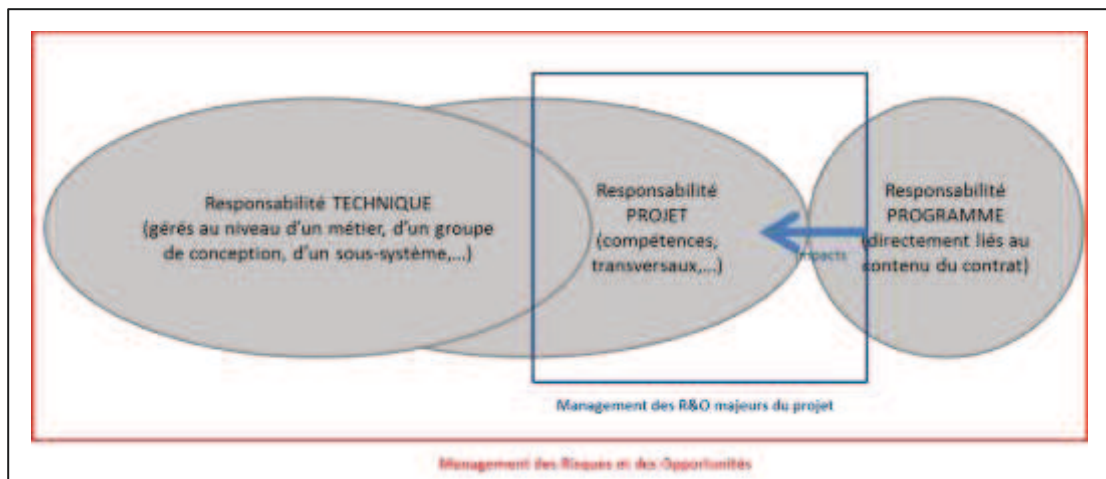 Responsabilité TECHNIQUE
(gérés au niveau d'un métier, d'un groupe
de conception, d'un sous-système,...)
Responsabilité
PROJET
(compétences,
transversaux,...)
impacts
Responsabilité
PROGRAMME
(directement liés au
contenu du contrat)
Management des R&O majeurs du projet
Management des Risques et des Opportunités